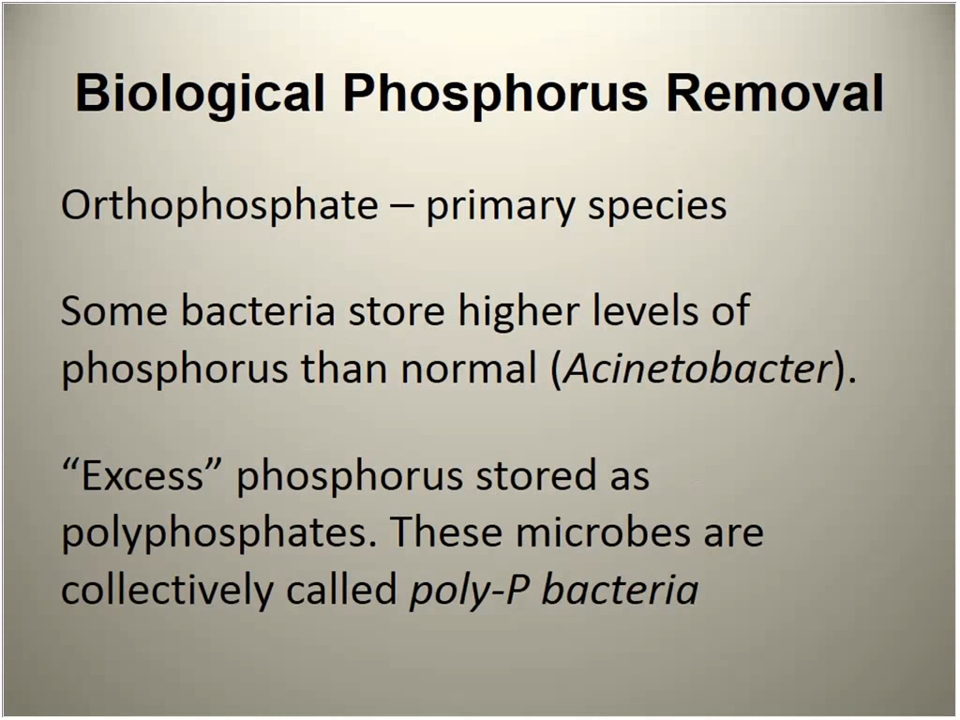 Biological Phosphorus Removal
Orthophosphate – primary species
Some bacteria store higher levels of
phosphorus than normal (Acinetobacter).
“Excess” phosphorus stored as
polyphosphates. These microbes are
collectively called poly-P bacteria